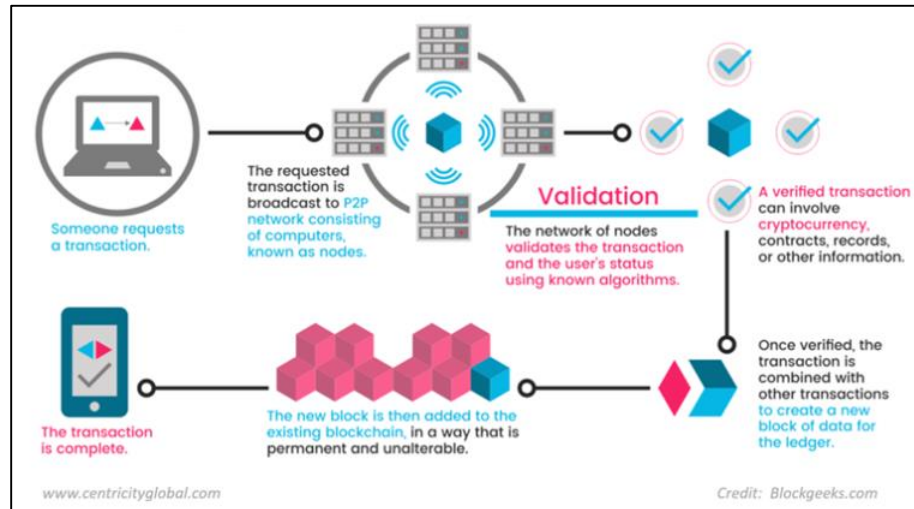 Someone requests
a transaction.
The requested
transaction is
broadcast to P2P
network consisting
of computers,
known as nodes.
Validation
The network of nodes
validates the transaction
and the user's status
using known algorithms.
A verified transaction
can involve
cryptocurrency,
contracts, records,
or other information.
Once verified, the
transaction is
combined with
other transactions
to create a new
block of data for
the ledger.
The new block is then added to the
existing blockchain, in a way that is
permanent and unalterable.
The transaction
is complete.
www.centricityglobal.com
Credit: Blockgeeks.com